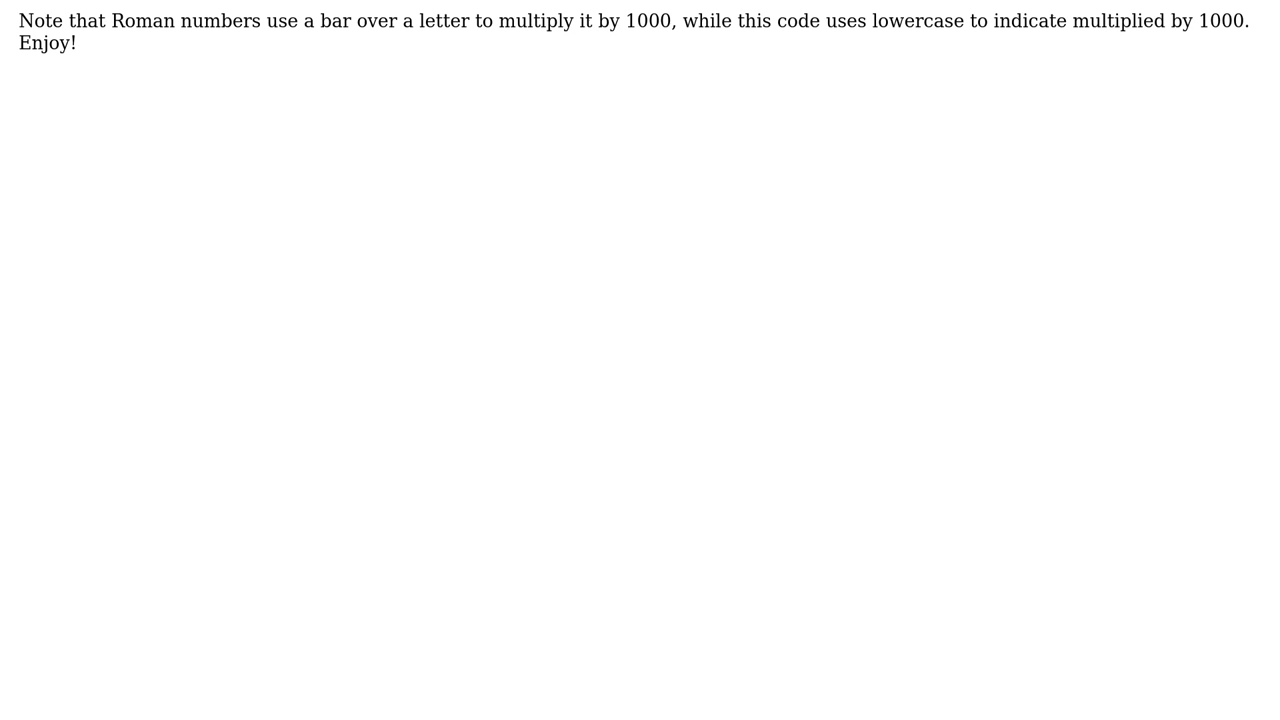 Note that Roman numbers use a bar over a letter to multiply it by 1000, while this code uses lowercase to indicate multiplied by 1000.
Enjoy!